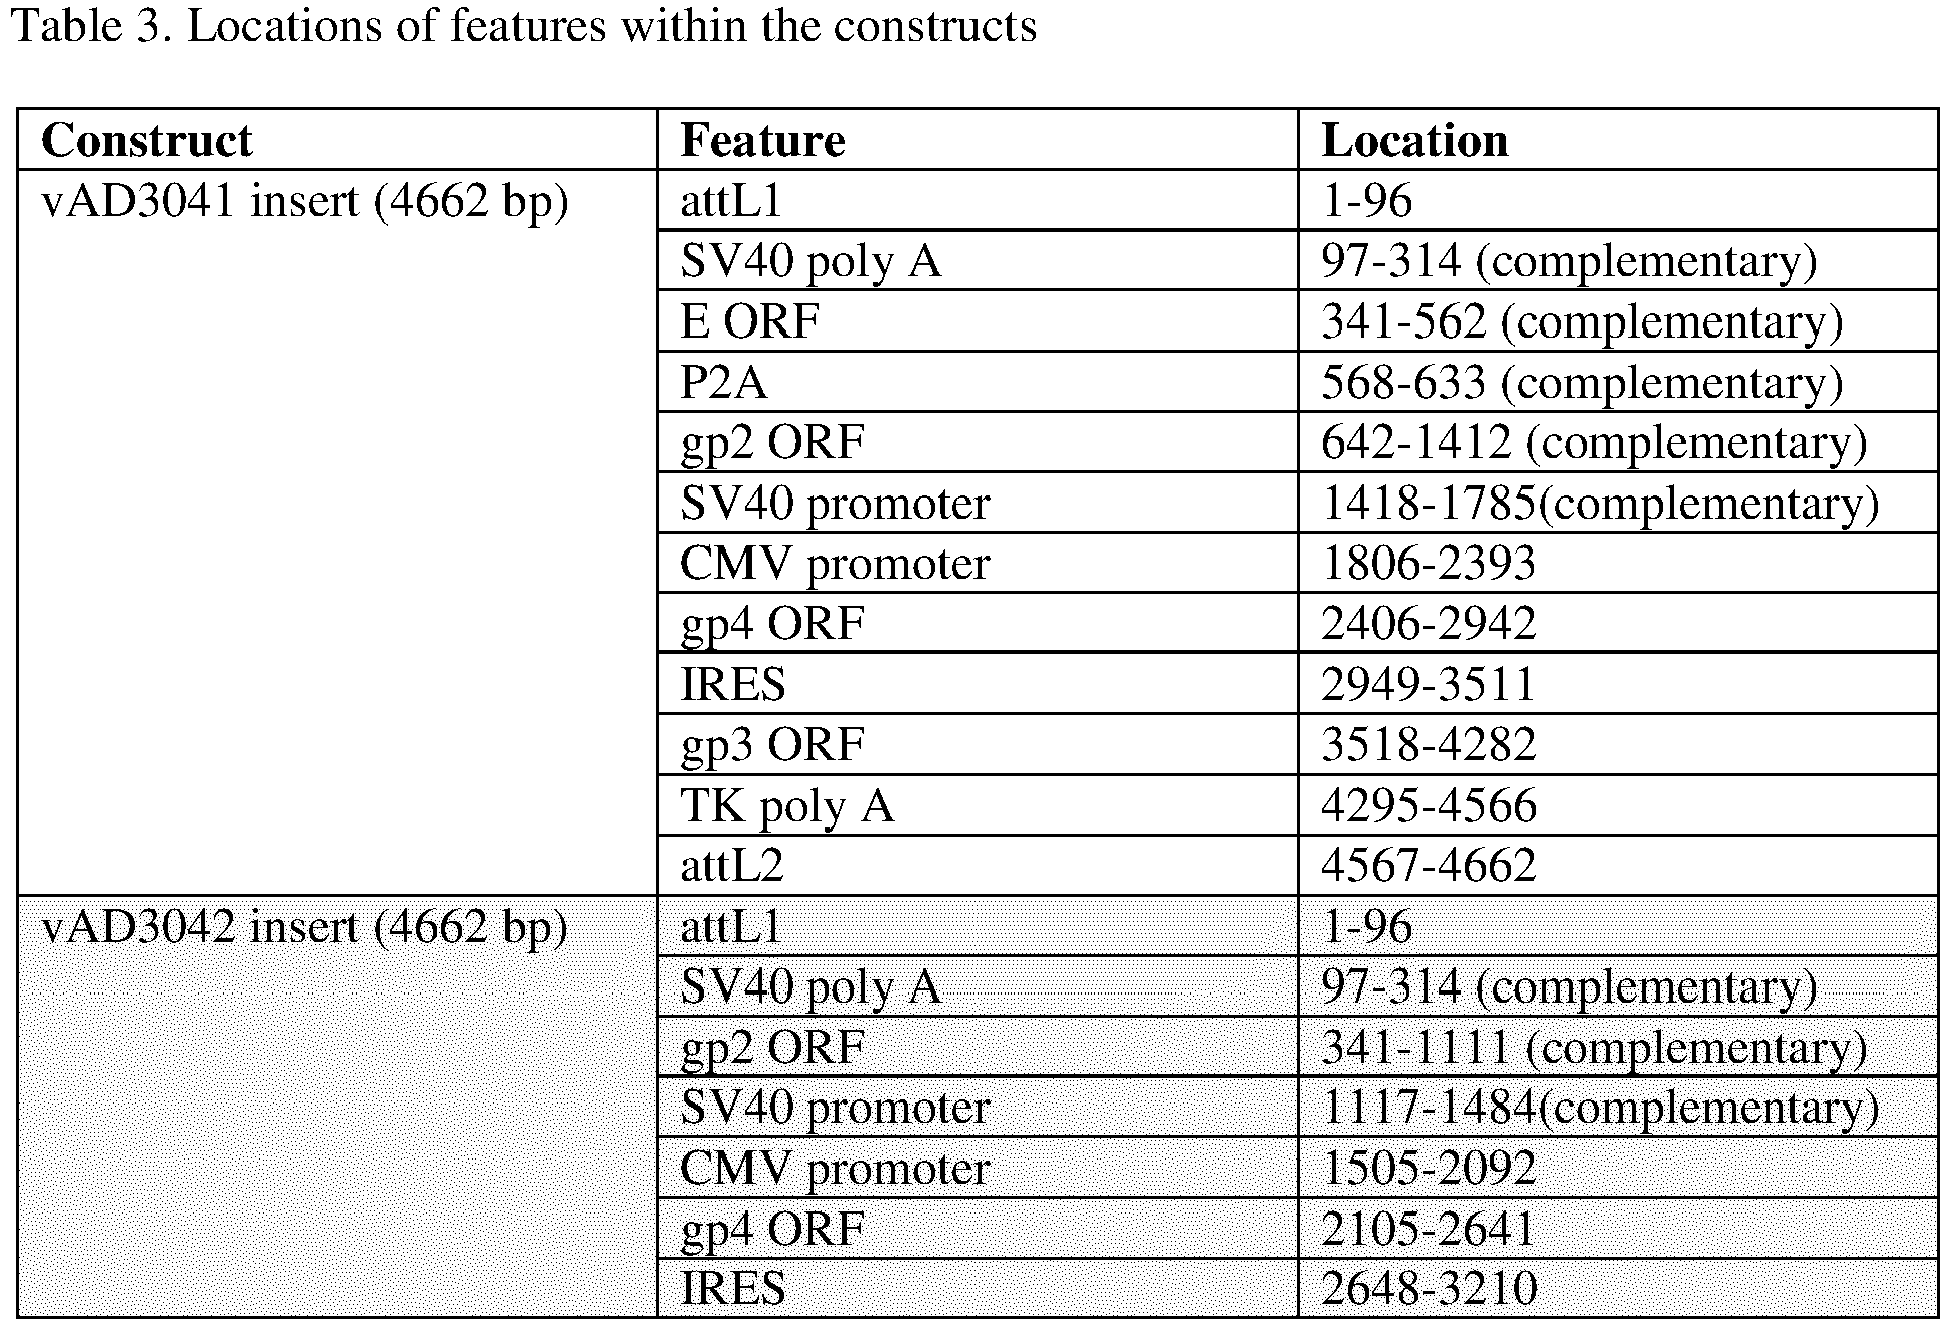 Table 3. Locations of features within the constructs
Construct Feature Location
vAD3041 insert (4662 bp) attL1 1-96
SV40 poly A 97-314 (complementary)
E ORF 341-562 (complementary)
P2A 568-633 (complementary)
gp2 ORF 642-1412 (complementary)
SV40 promoter 1418-1785(complementary)
CMV promoter 1806-2393
gp4 ORF 2406-2942
IRES 2949-3511
gp3 ORF 3518-4282
TK poly A 4295-4566
attL2 4567-4662
vAD3042 insert (4662 bp) attL1 1-96
SV40 poly A 97-314 (complementary)
gp2 ORF 341-1111 (complementary)
SV40 promoter 1117-1484(complementary)
CMV promoter 1505-2092
gp4 ORF 2105-2641
IRES 2648-3210